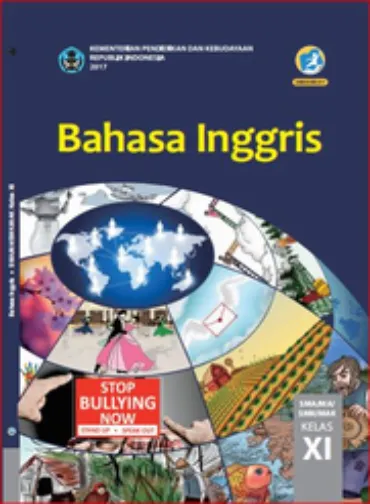 KEMENTERIAN PENDIDIKAN DAN KEBUDAYAAN
REPUBLIK INDONESIA
2017
Bahasa Inggris
STOP
BULLYING
NOW
STAND UP • SPEAK OUT
SMA/MA/
SMK/MAK
KELAS
XI